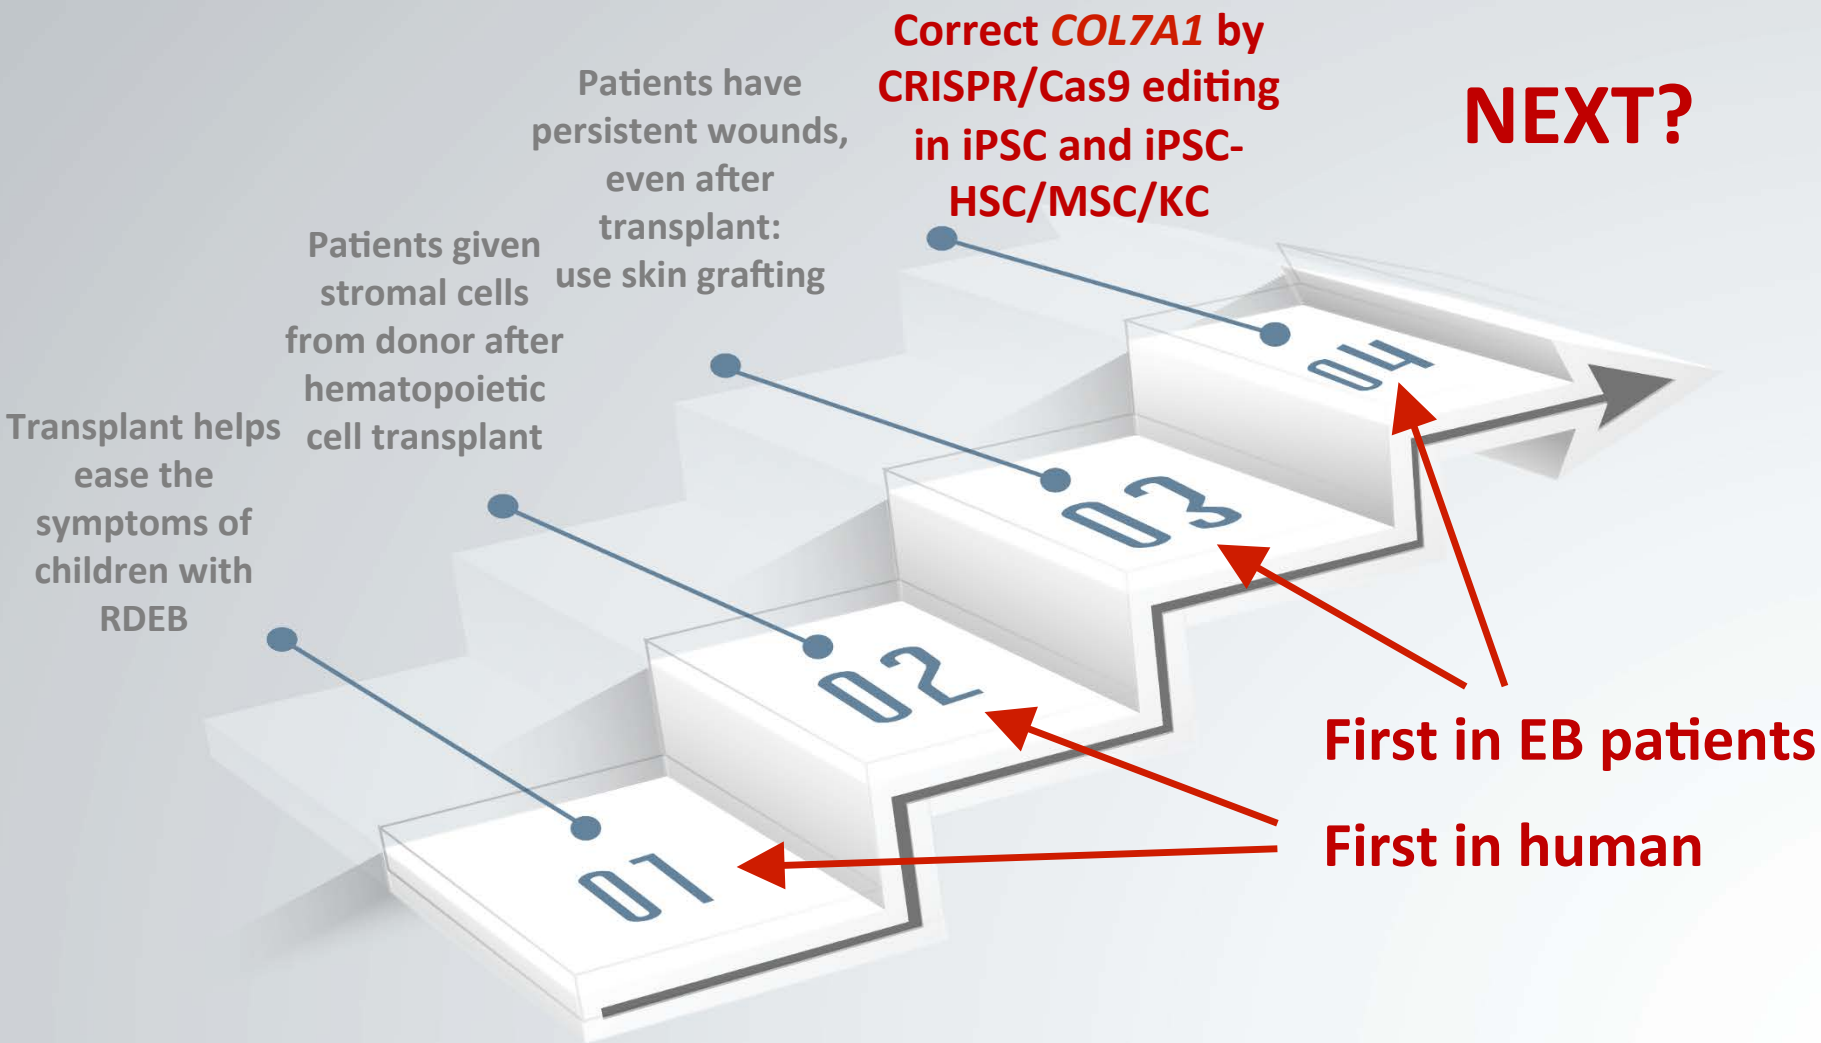 Transplant helps
ease the
symptoms of
children with
RDEB
Patients given
stromal cells
from donor after
hematopoietic
cell transplant
Patients have
persistent wounds,
even after
transplant:
use skin grafting
Correct COL7A1 by
CRISPR/Cas9 editing
in iPSC and iPSC-
HSC/MSC/KC
NEXT?
01
02
03
04
First in EB patients
First in human